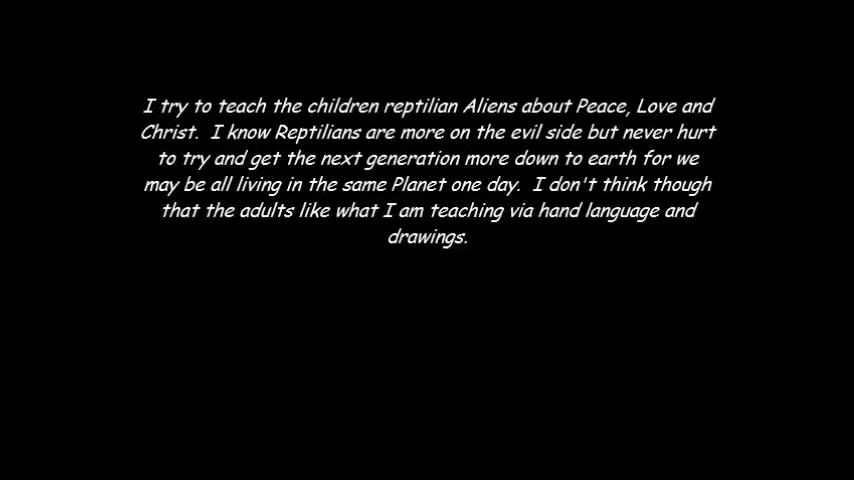 I try to teach the children reptilian Aliens about Peace, Love and
Christ.  I know Reptilians are more on the evil side but never hurt
to try and get the next generation more down to earth for we
may be all living in the same Planet one day.  I don't think though
that the adults like what I am teaching via hand language and
drawings.